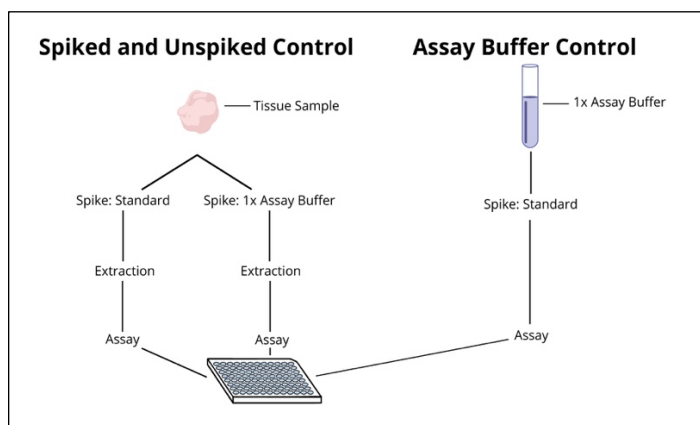 Spiked and Unspiked Control
Assay Buffer Control
Tissue Sample
1x Assay Buffer
Spike: Standard
Spike: 1x Assay Buffer
Spike: Standard
Extraction
Extraction
Assay
Assay
Assay